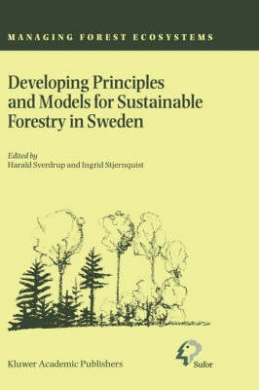 MANAGING FOREST ECOSYSTEMS
Developing Principles
and Models for Sustainable
Forestry in Sweden
Edited by
Harald Sverdrup and Ingrid Stjernquist
Kluwer Academic Publishers
Sufor